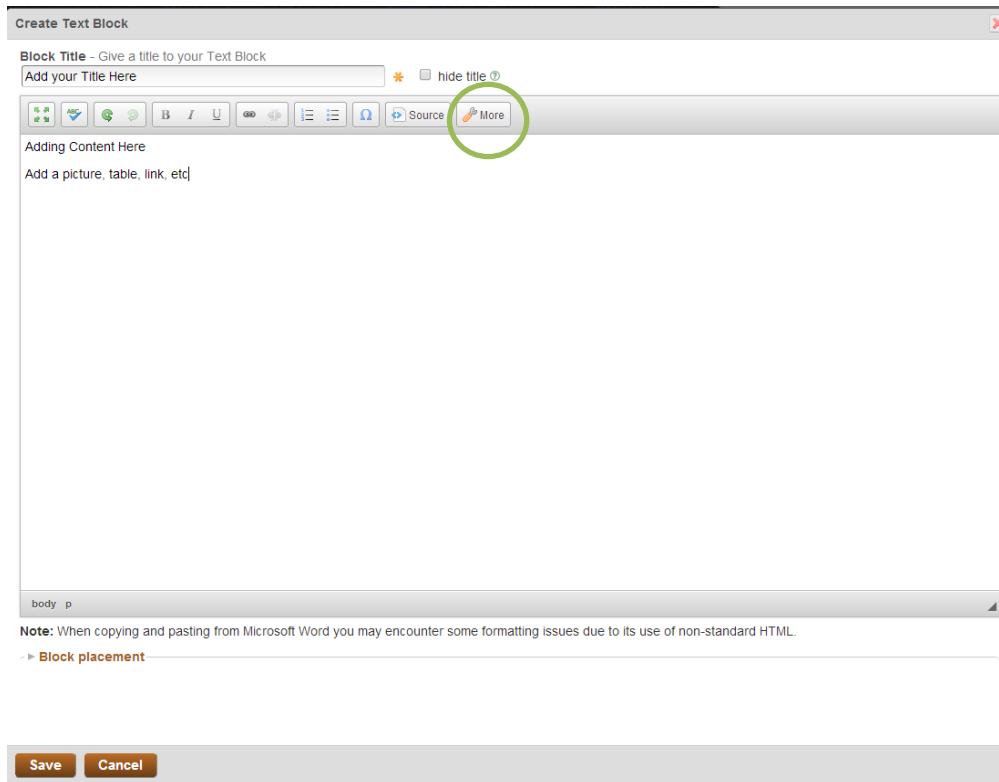 Create Text Block
Block Title - Give a title to your Text Block
Add your Title Here * hide title ?
ABC B I U Ω Source More
Adding Content Here
Add a picture, table, link, etc
body p
Note: When copying and pasting from Microsoft Word you may encounter some formatting issues due to its use of non-standard HTML.
Block placement
Save Cancel